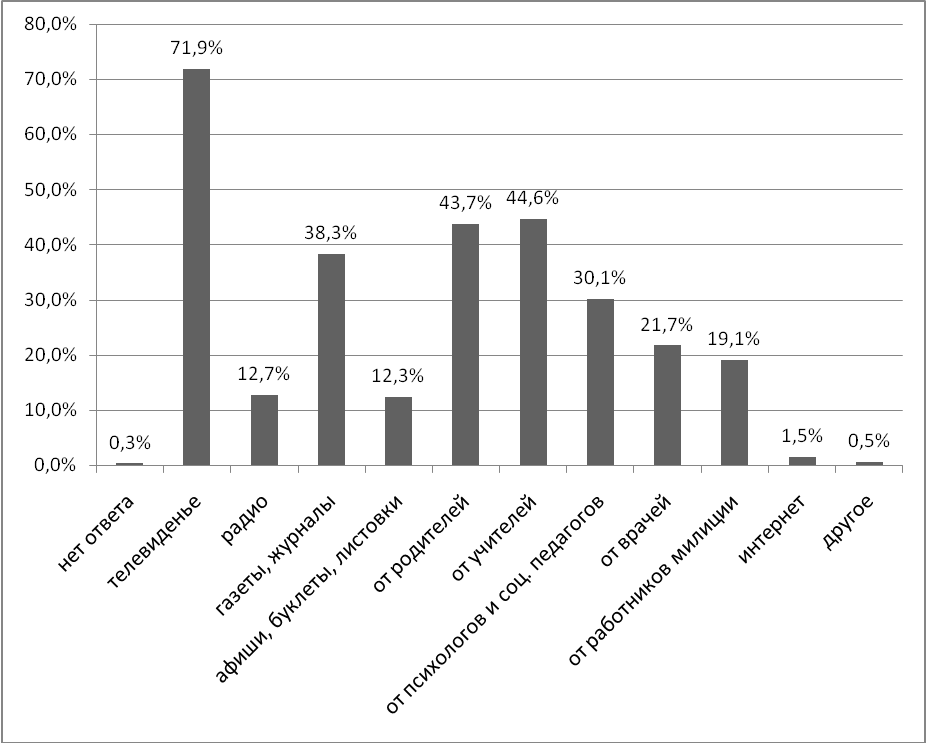 80,0%
70,0%
60,0%
50,0%
40,0%
30,0%
20,0%
10,0%
0,0%
0,3%
71,9%
12,7%
38,3%
12,3%
43,7%
44,6%
30,1%
21,7%
19,1%
1,5%
0,5%
нет ответа
телевиденье
радио
газеты, журналы
афиши, буклеты, листовки
от родителей
от учителей
от психологов и соц. педагогов
от врачей
от работников милиции
интернет
другое